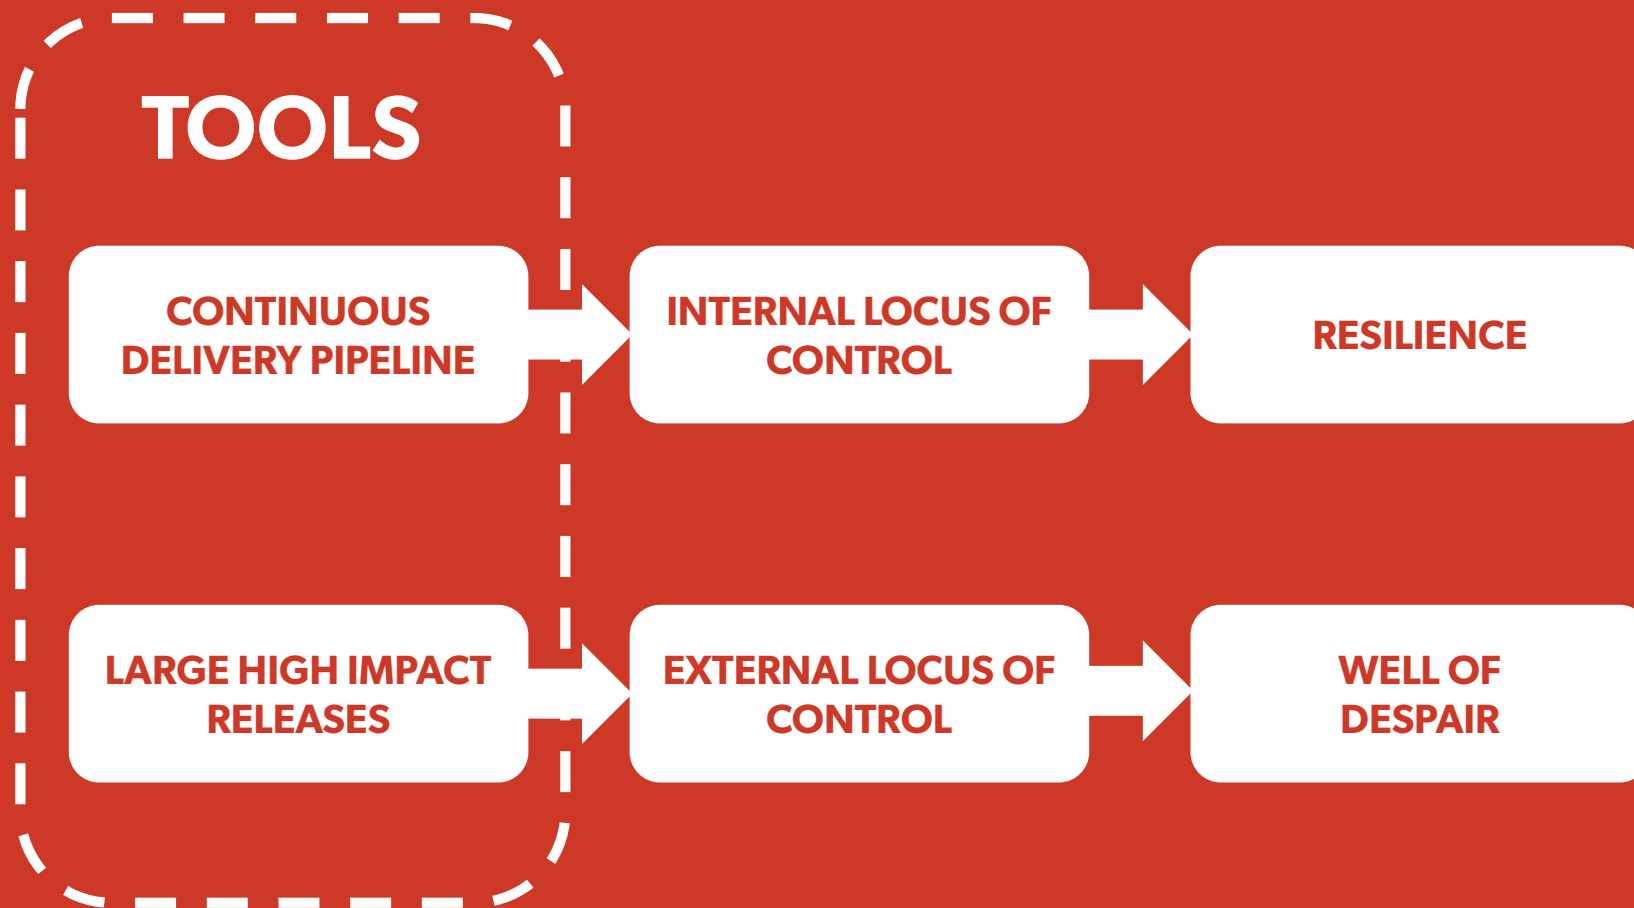 TOOLS
CONTINUOUS
DELIVERY PIPELINE
INTERNAL LOCUS OF
CONTROL
RESILIENCE
LARGE HIGH IMPACT
RELEASES
EXTERNAL LOCUS OF
CONTROL
WELL OF
DESPAIR